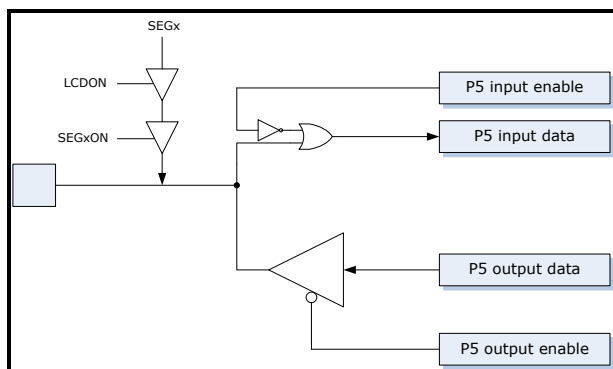 SEGx
LCDON
SEGxON
P5 input enable
P5 input data
P5 output data
P5 output enable